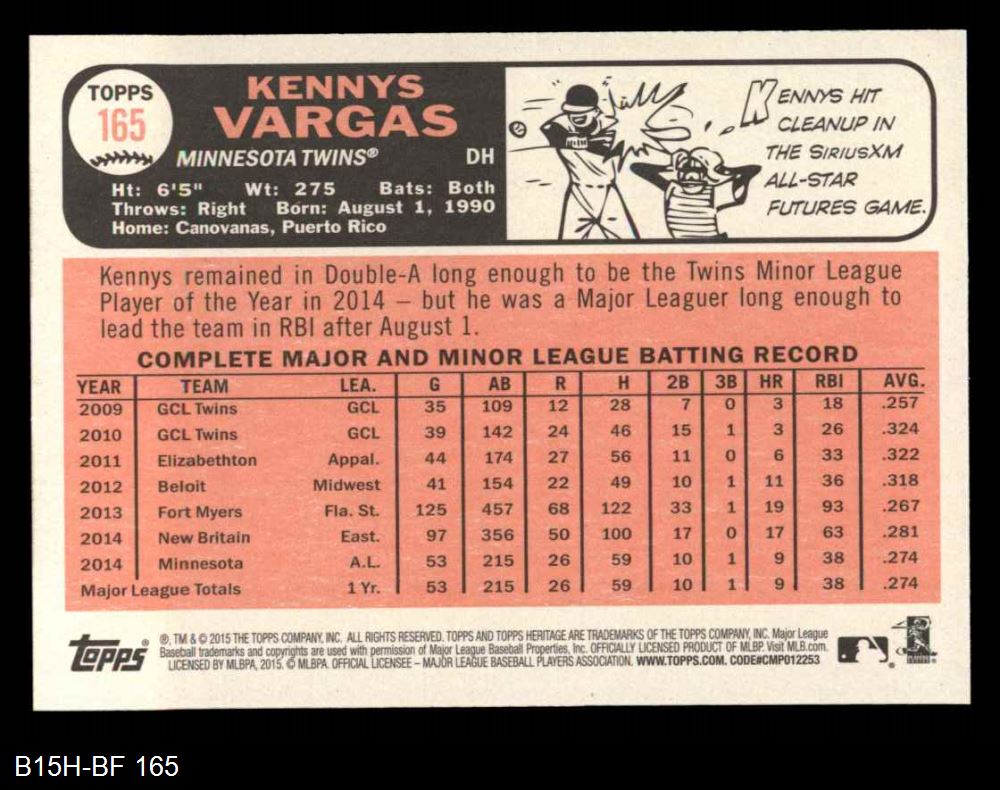 TOPPS
165
KENNYS
VARGAS
MINNESOTA TWINS® DH
Ht: 6'5" Wt: 275 Bats: Both
Throws: Right Born: August 1, 1990
Home: Canovanas, Puerto Rico
KENNYS HIT
CLEANUP IN
THE SIRIUSXM
ALL-STAR
FUTURES GAME.
Kennys remained in Double-A long enough to be the Twins Minor League
Player of the Year in 2014 – but he was a Major Leaguer long enough to
lead the team in RBI after August 1.
COMPLETE MAJOR AND MINOR LEAGUE BATTING RECORD
YEAR TEAM LEA. G AB R H 2B 3B HR RBI AVG.
2009 GCL Twins GCL 35 109 12 28 7 0 3 18 .257
2010 GCL Twins GCL 39 142 24 46 15 1 3 26 .324
2011 Elizabethton Appal. 44 174 27 56 11 0 6 33 .322
2012 Beloit Midwest 41 154 22 49 10 1 11 36 .318
2013 Fort Myers Fla. St. 125 457 68 122 33 1 19 93 .267
2014 New Britain East. 97 356 50 100 17 0 17 63 .281
2014 Minnesota A.L. 53 215 26 59 10 1 9 38 .274
Major League Totals 1 Yr. 53 215 26 59 10 1 9 38 .274
topps®
®, TM & © 2015 THE TOPPS COMPANY, INC. ALL RIGHTS RESERVED. TOPPS AND TOPPS HERITAGE ARE TRADEMARKS OF THE TOPPS COMPANY, INC. Major League
Baseball trademarks and copyrights are used with permission of Major League Baseball Properties, Inc. OFFICIALLY LICENSED PRODUCT OF MLBP. Visit MLB.com.
LICENSED BY MLBPA, 2015. © MLBPA. OFFICIAL LICENSEE – MAJOR LEAGUE BASEBALL PLAYERS ASSOCIATION. WWW.TOPPS.COM. CODE#CMP012253
B15H-BF 165